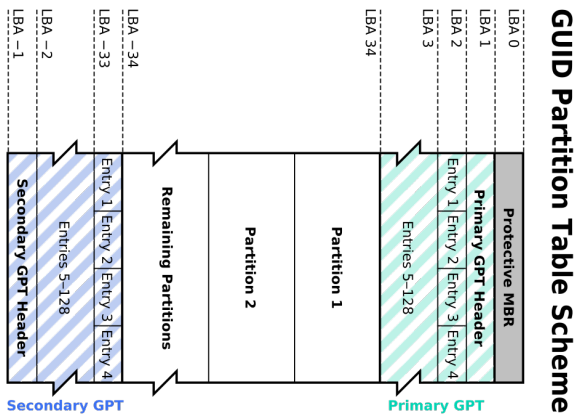 GUID Partition Table Scheme
LBA 0
Protective MBR
LBA 1
Primary GPT Header
LBA 2
Entry 1 Entry 2 Entry 3 Entry 4
LBA 3
Entries 5–128
Primary GPT
LBA 34
Partition 1
Partition 2
Remaining Partitions
LBA −34
LBA −33
Entry 1 Entry 2 Entry 3 Entry 4
Entries 5–128
LBA −2
Secondary GPT Header
LBA −1
Secondary GPT